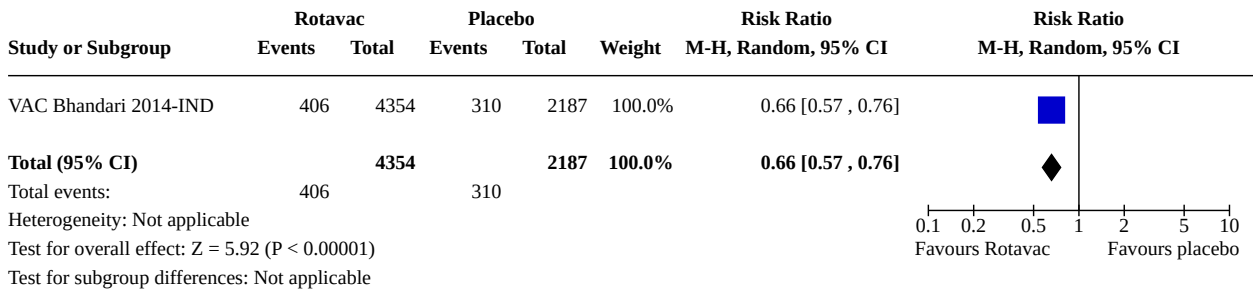 Rotavac Placebo Risk Ratio Risk Ratio
Study or Subgroup Events Total Events Total Weight M-H, Random, 95% CI M-H, Random, 95% CI
VAC Bhandari 2014-IND 406 4354 310 2187 100.0% 0.66 [0.57 , 0.76]
Total (95% CI) 4354 2187 100.0% 0.66 [0.57 , 0.76]
Total events: 406 310
Heterogeneity: Not applicable
Test for overall effect: Z = 5.92 (P < 0.00001)
Test for subgroup differences: Not applicable
0.1 0.2 0.5 1 2 5 10
Favours Rotavac Favours placebo